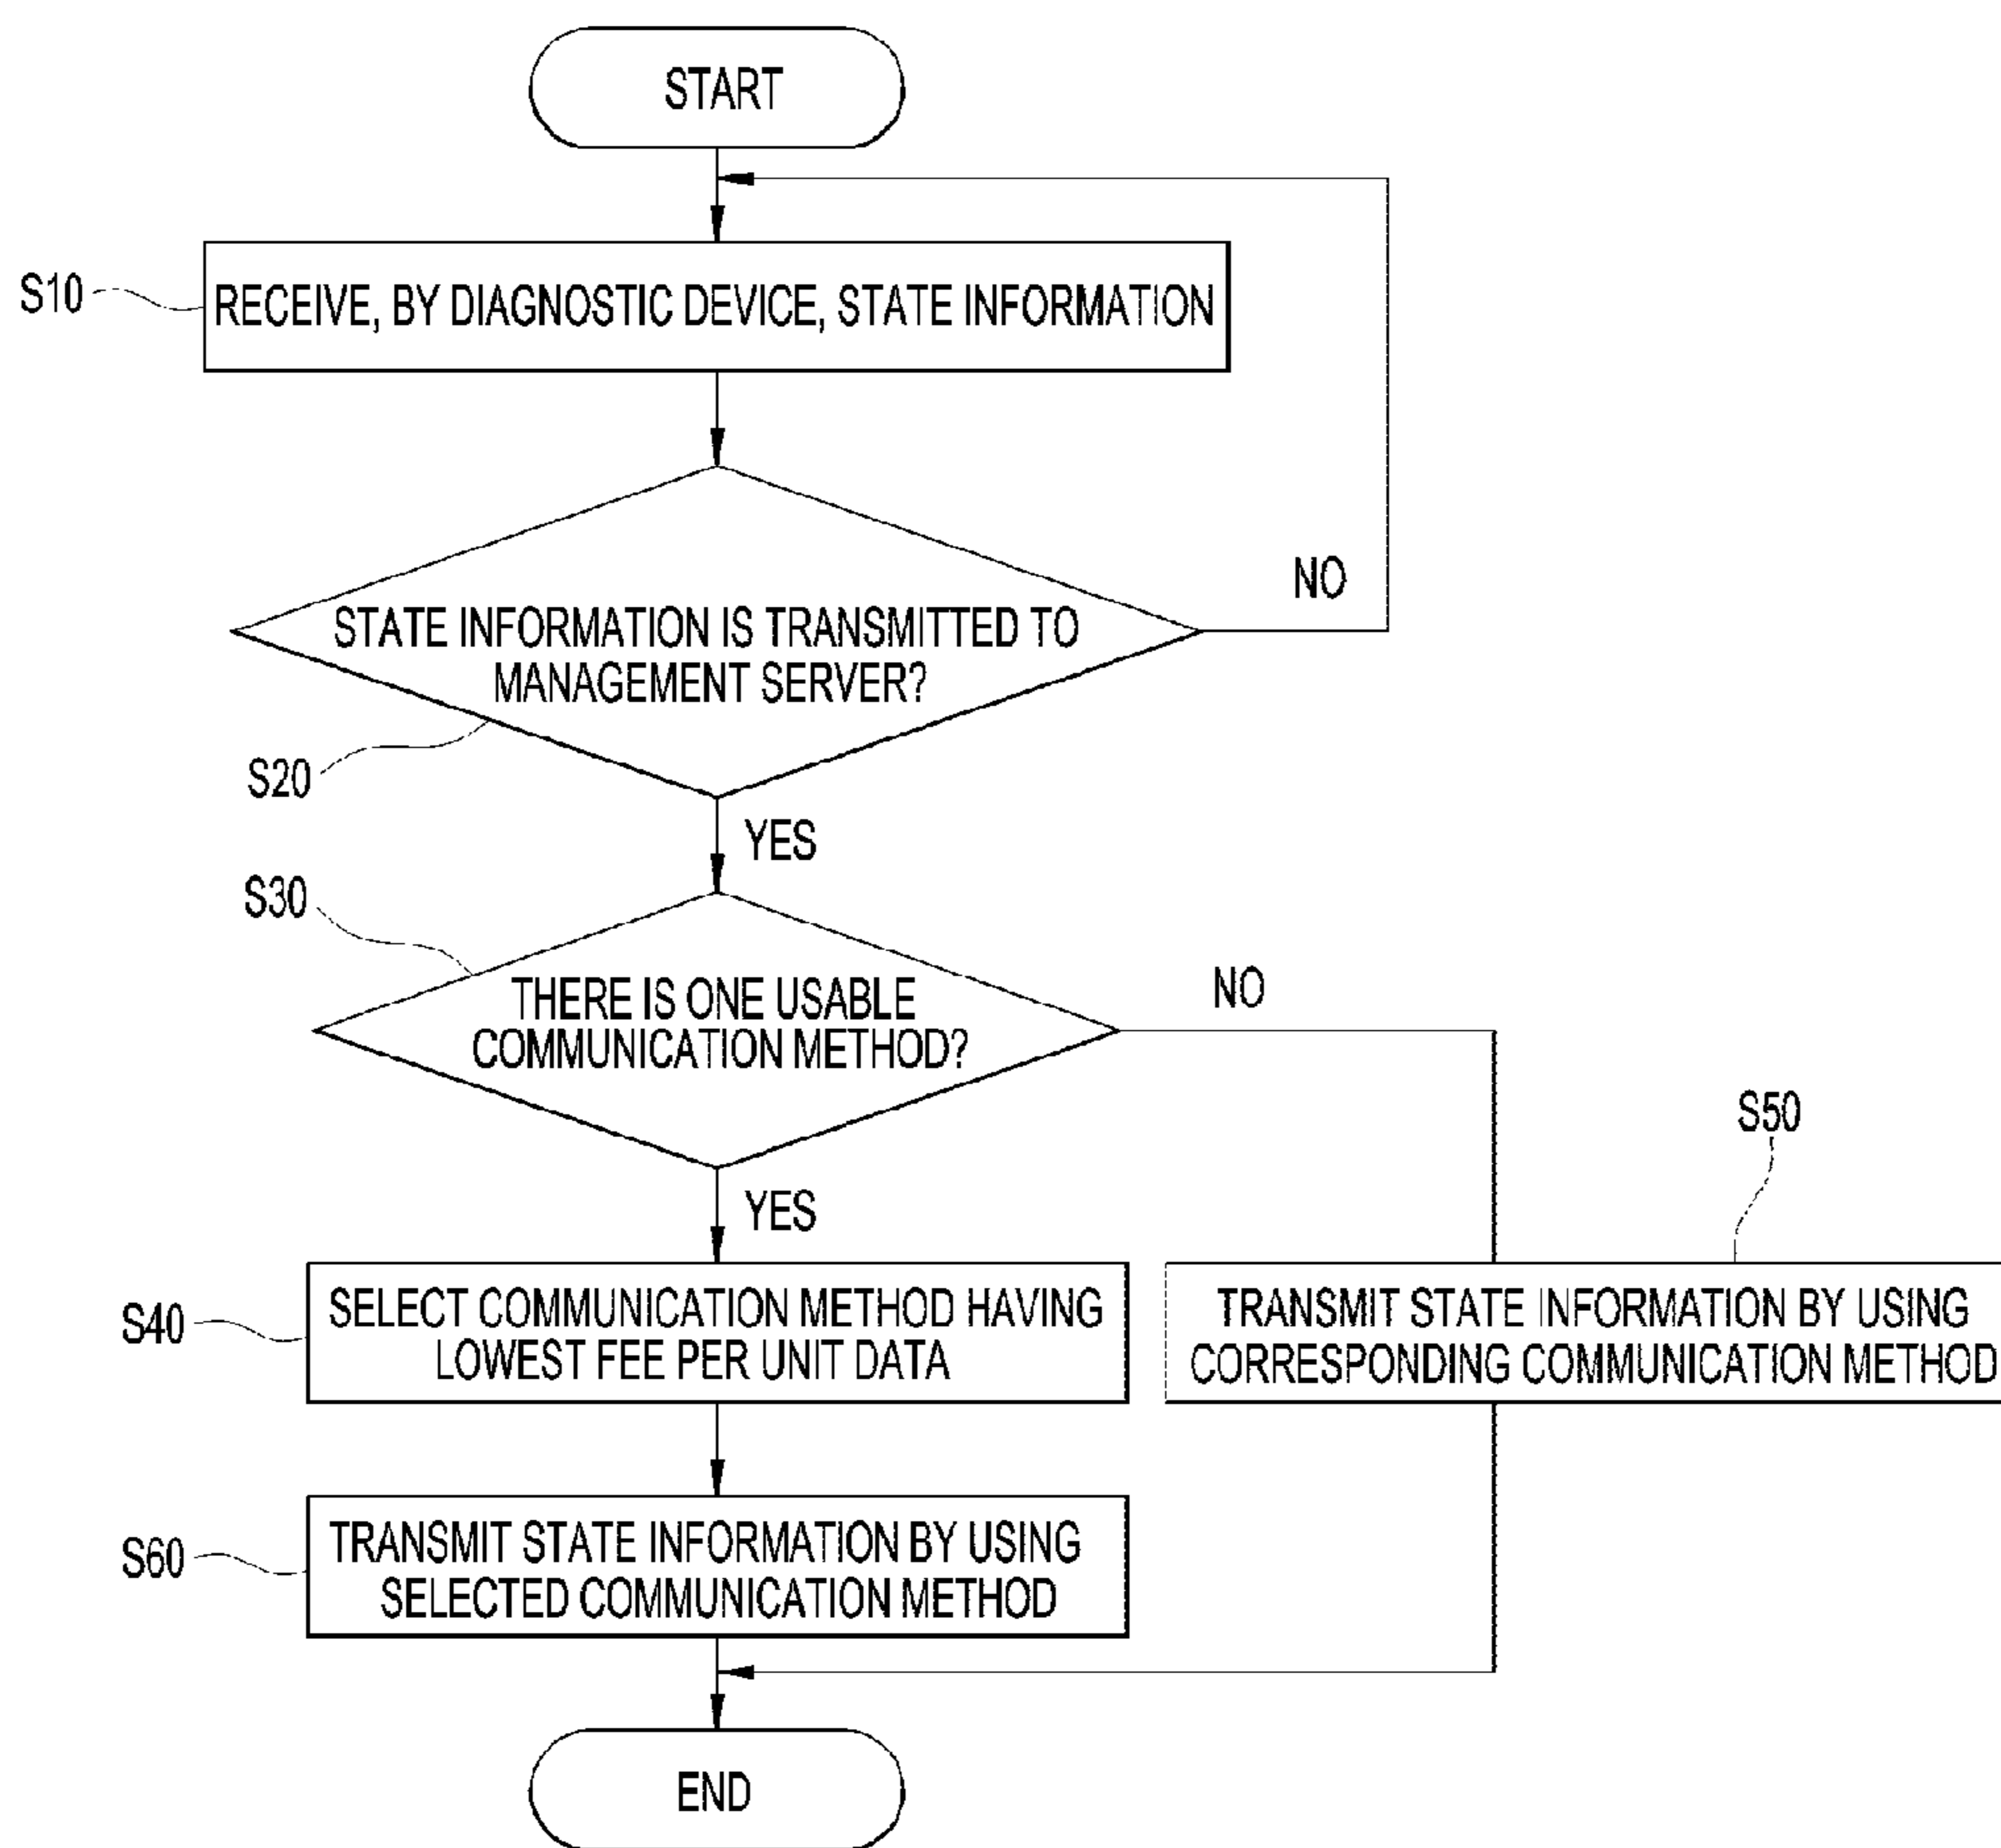 START
S10
RECEIVE, BY DIAGNOSTIC DEVICE, STATE INFORMATION
NO
STATE INFORMATION IS TRANSMITTED TO
MANAGEMENT SERVER?
S20
YES
S30
THERE IS ONE USABLE
COMMUNICATION METHOD?
NO
YES
S50
S40
SELECT COMMUNICATION METHOD HAVING
LOWEST FEE PER UNIT DATA
TRANSMIT STATE INFORMATION BY USING
CORRESPONDING COMMUNICATION METHOD
S60
TRANSMIT STATE INFORMATION BY USING
SELECTED COMMUNICATION METHOD
END